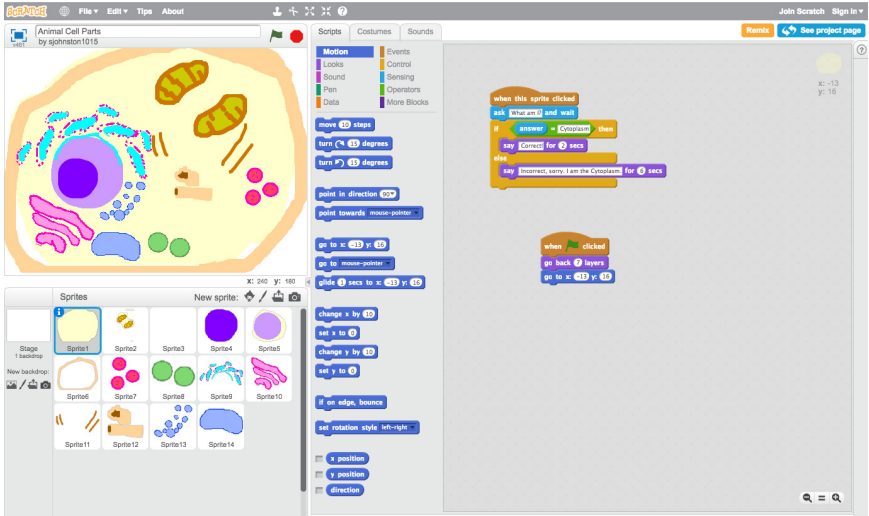 SCRATCH File▼ Edit▼ Tips About Join Scratch Sign in▼
v461 Animal Cell Parts
by sjohnston1015
Scripts Costumes Sounds
Remix See project page
Motion Events
Looks Control
Sound Sensing
Pen Operators
Data More Blocks
x: -13
y: 16
move 10 steps
turn 15 degrees
turn 15 degrees
point in direction 90▼
point towards mouse-pointer
go to x: -13 y: 16
go to mouse-pointer
glide 1 secs to x: -13 y: 16
change x by 10
set x to 0
change y by 10
set y to 0
if on edge, bounce
set rotation style left-right
x position
y position
direction
when this sprite clicked
ask What am I? and wait
if answer = Cytoplasm then
say Correct! for 2 secs
else
say Incorrect, sorry. I am the Cytoplasm. for 6 secs
when clicked
go back 7 layers
go to x: -13 y: 16
X: 240 y: 180
Sprites New sprite:
Stage
1 backdrop
New backdrop:
Sprite1 Sprite2 Sprite3 Sprite4 Sprite5
Sprite6 Sprite7 Sprite8 Sprite9 Sprite10
Sprite11 Sprite12 Sprite13 Sprite14